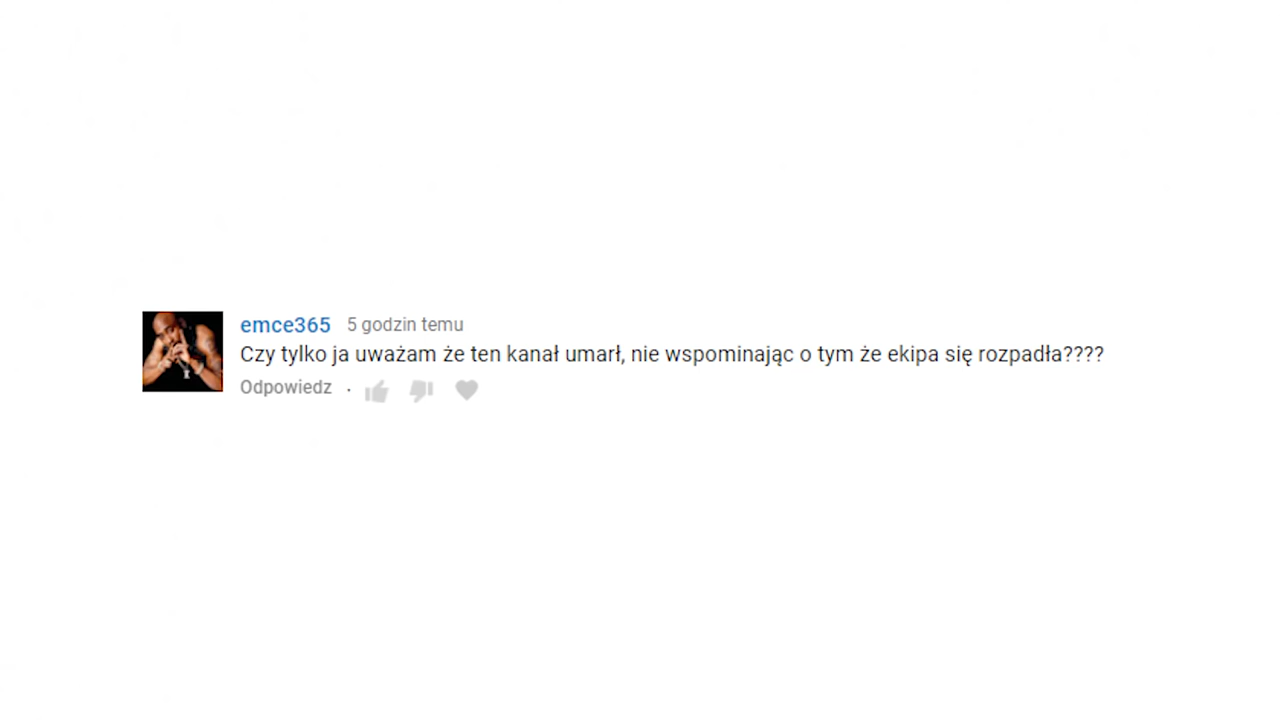 emce365 5 godzin temu
Czy tylko ja uważam że ten kanał umarł, nie wspominając o tym że ekipa się rozpadła????
Odpowiedz ·